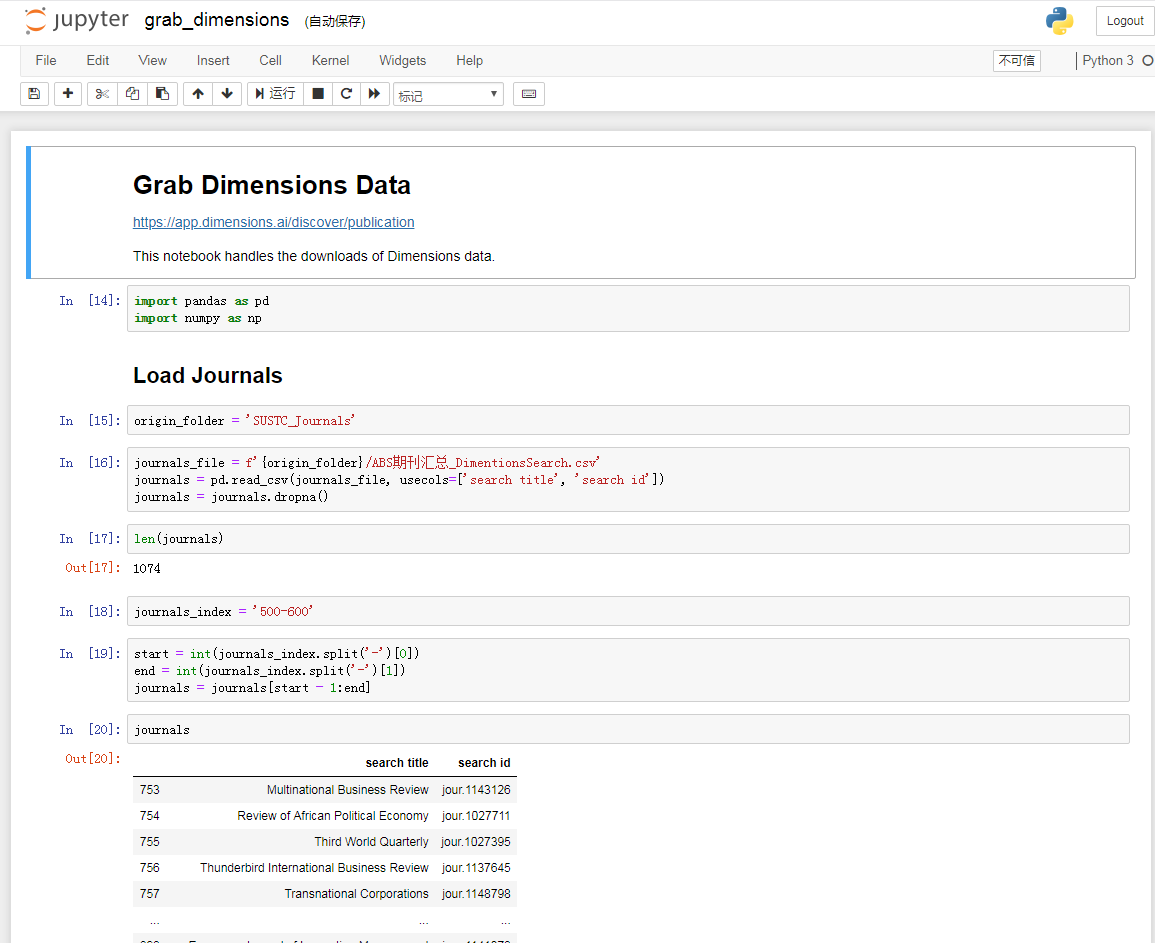 jupyter grab_dimensions (自动保存)
Logout
File Edit View Insert Cell Kernel Widgets Help
不可信 Python 3
运行 标记
Grab Dimensions Data
https://app.dimensions.ai/discover/publication
This notebook handles the downloads of Dimensions data.
In [14]: import pandas as pd
import numpy as np
Load Journals
In [15]: origin_folder = 'SUSTC_Journals'
In [16]: journals_file = f'{origin_folder}/ABS期刊汇总_DimentionsSearch.csv'
journals = pd.read_csv(journals_file, usecols=['search title', 'search id'])
journals = journals.dropna()
In [17]: len(journals)
Out[17]: 1074
In [18]: journals_index = '500-600'
In [19]: start = int(journals_index.split('-')[0])
end = int(journals_index.split('-')[1])
journals = journals[start - 1:end]
In [20]: journals
Out[20]:
search title search id
753 Multinational Business Review jour.1143126
754 Review of African Political Economy jour.1027711
755 Third World Quarterly jour.1027395
756 Thunderbird International Business Review jour.1137645
757 Transnational Corporations jour.1148798
... ... ...